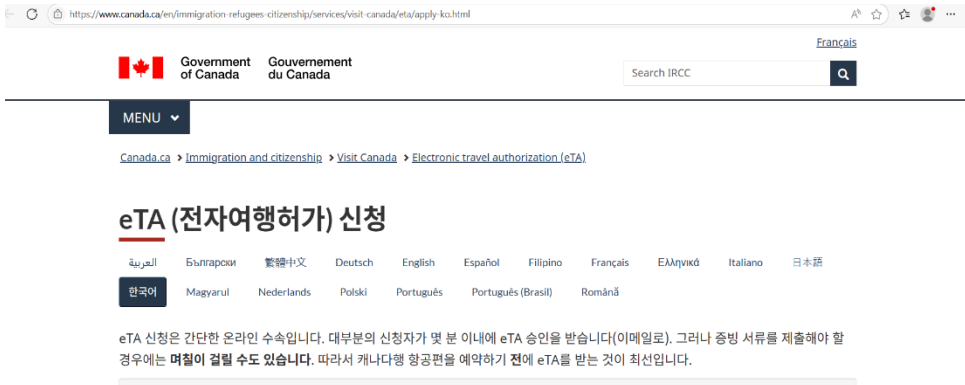 https://www.canada.ca/en/immigration-refugees-citizenship/services/visit-canada/eta/apply-ko.html
Français
Government of Canada
Gouvernement du Canada
Search IRCC
MENU
Canada.ca > Immigration and citizenship > Visit Canada > Electronic travel authorization (eTA)
eTA (전자여행허가) 신청
العربية Български 繁體中文 Deutsch English Español Filipino Français Ελληνικά Italiano 日本語
한국어 Magyarul Nederlands Polski Português Português (Brasil) Română
eTA 신청은 간단한 온라인 수속입니다. 대부분의 신청자가 몇 분 이내에 eTA 승인을 받습니다(이메일로). 그러나 증빙 서류를 제출해야 할
경우에는 며칠이 걸릴 수도 있습니다. 따라서 캐나다행 항공편을 예약하기 전에 eTA를 받는 것이 최선입니다.